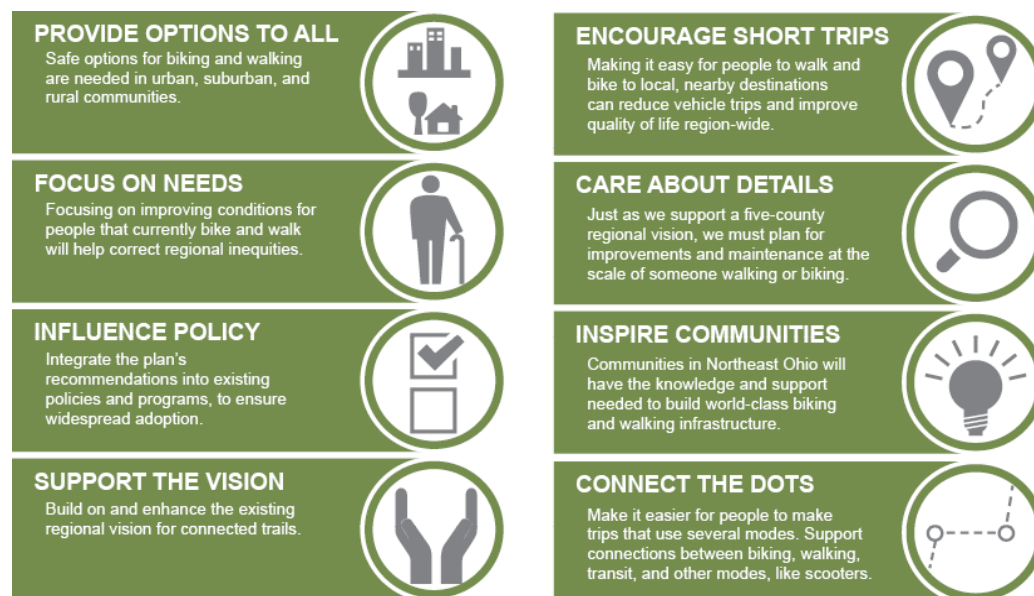 PROVIDE OPTIONS TO ALL
Safe options for biking and walking
are needed in urban, suburban, and
rural communities.
FOCUS ON NEEDS
Focusing on improving conditions for
people that currently bike and walk
will help correct regional inequities.
INFLUENCE POLICY
Integrate the plan's
recommendations into existing
policies and programs, to ensure
widespread adoption.
SUPPORT THE VISION
Build on and enhance the existing
regional vision for connected trails.
ENCOURAGE SHORT TRIPS
Making it easy for people to walk and
bike to local, nearby destinations
can reduce vehicle trips and improve
quality of life region-wide.
CARE ABOUT DETAILS
Just as we support a five-county
regional vision, we must plan for
improvements and maintenance at the
scale of someone walking or biking.
INSPIRE COMMUNITIES
Communities in Northeast Ohio will
have the knowledge and support
needed to build world-class biking
and walking infrastructure.
CONNECT THE DOTS
Make it easier for people to make
trips that use several modes. Support
connections between biking, walking,
transit, and other modes, like scooters.